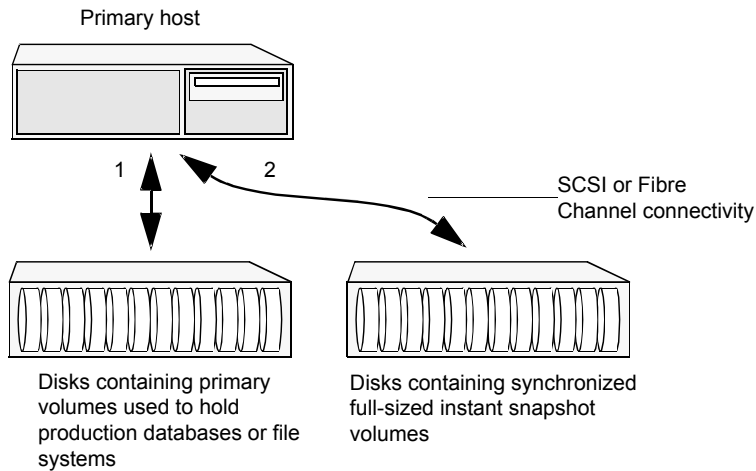 Primary host
1
2
SCSI or Fibre
Channel connectivity
Disks containing primary
volumes used to hold
production databases or file
systems
Disks containing synchronized
full-sized instant snapshot
volumes